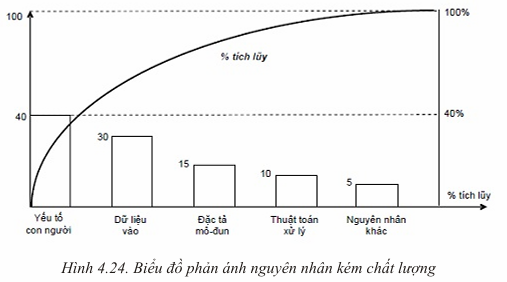 100
100%
% tích lũy
40
40%
30
15
10
5
% tích lũy
Yếu tố
con người
Dữ liệu
vào
Đặc tả
mô-đun
Thuật toán
xử lý
Nguyên nhân
khác
Hình 4.24. Biểu đồ phản ánh nguyên nhân kém chất lượng